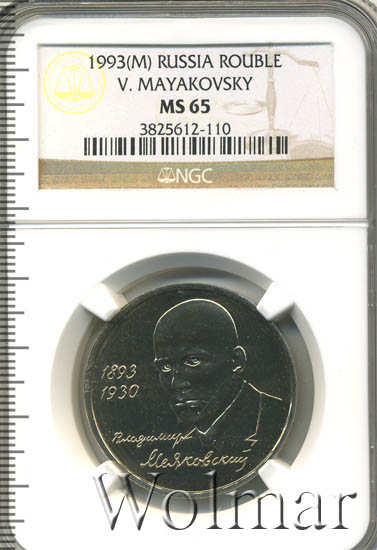 1993(M) RUSSIA ROUBLE
V. MAYAKOVSKY
MS 65
3825612-110
NGC
1893
1930
Владимир
Маяковский
Wolmar